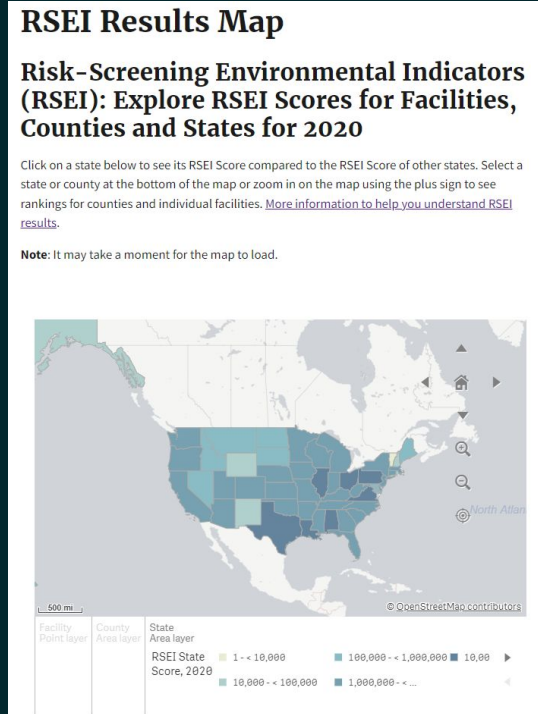 RSEI Results Map
Risk-Screening Environmental Indicators
(RSEI): Explore RSEI Scores for Facilities,
Counties and States for 2020
Click on a state below to see its RSEI Score compared to the RSEI Score of other states. Select a
state or county at the bottom of the map or zoom in on the map using the plus sign to see
rankings for counties and individual facilities. More information to help you understand RSEI
results.
Note: It may take a moment for the map to load.
North Atlan
500 mi
© OpenStreetMap contributors
Facility
Point layer
County
Area layer
State
Area layer
RSEI State
Score, 2020
1 - < 10,000
10,000 - < 100,000
100,000 - < 1,000,000
1,000,000 - < ...
10,00